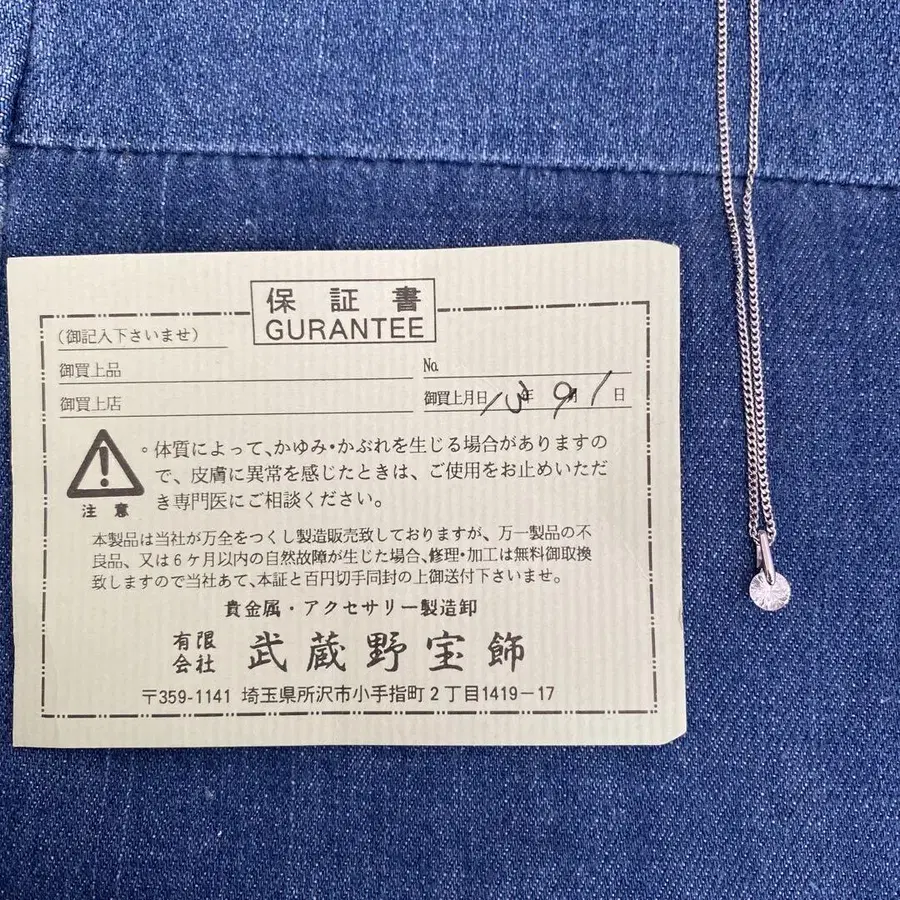 保証書
GURANTEE
(御記入下さいませ)
御買上品
No.
御買上店
御買上月日 13年 9月 1日
。体質によって、かゆみ・かぶれを生じる場合がありますの
で、皮膚に異常を感じたときは、ご使用をお止めいただ
き専門医にご相談ください。
注意
本製品は当社が万全をつくし製造販売致しておりますが、万一製品の不
良品、又は6ケ月以内の自然故障が生じた場合、修理・加工は無料御取換
致しますので当社あて、本証と百円切手同封の上御送付下さいませ。
貴金属・アクセサリー製造卸
有限会社 武蔵野宝飾
〒359-1141 埼玉県所沢市小手指町2丁目1419-17